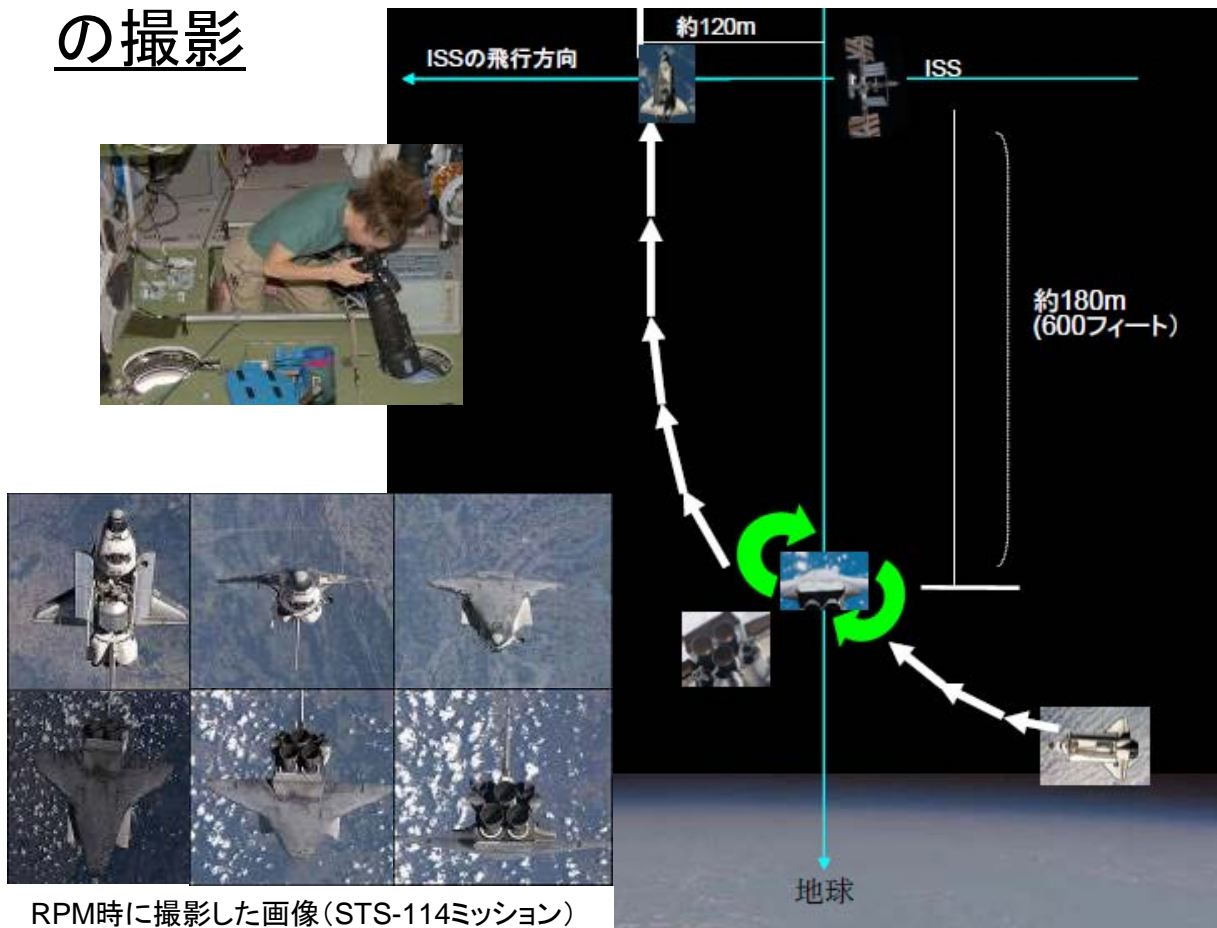 の撮影
約120m
ISSの飛行方向
ISS
約180m
(600フィート)
地球
RPM時に撮影した画像(STS-114ミッション)